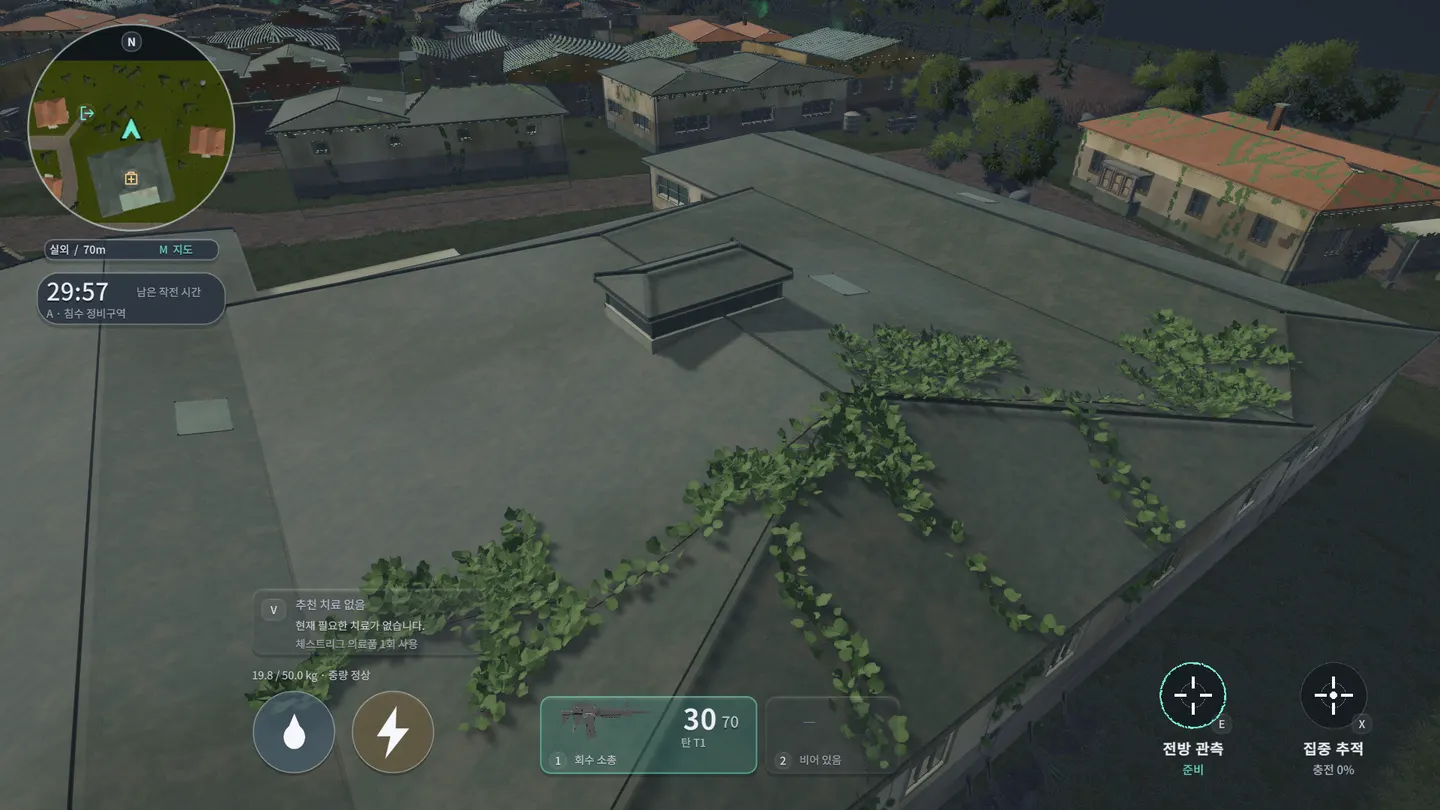 N
실외 / 70m M 지도
29:57 남은 작전 시간
A · 침수 정비구역
V 추천 치료 없음
현재 필요한 치료가 없습니다.
체스트리그 의료품 1회 사용
19.8 / 50.0 kg · 중량 정상
30 70
탄 T1
1 회수 소총
—
2 비어 있음
E
전방 관측
준비
X
집중 추적
충전 0%